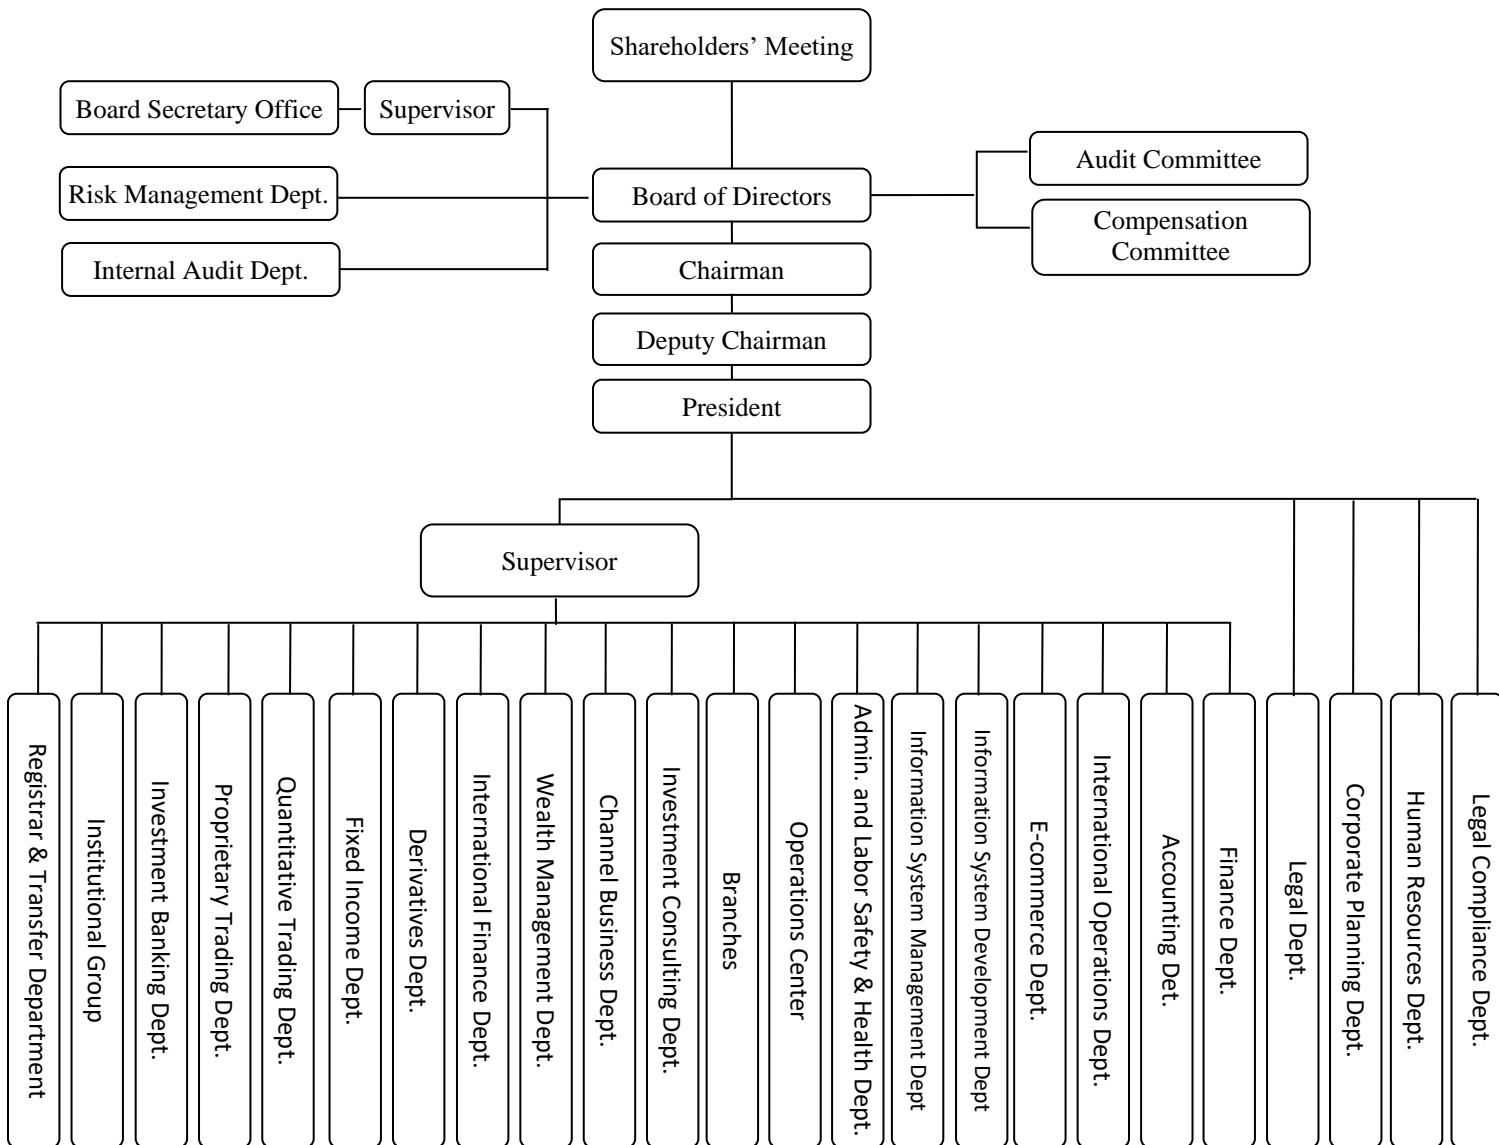 Shareholders’ Meeting
Board Secretary Office
Supervisor
Audit Committee
Risk Management Dept.
Board of Directors
Compensation
Committee
Internal Audit Dept.
Chairman
Deputy Chairman
President
Supervisor
Registrar & Transfer Department
Institutional Group
Investment Banking Dept.
Proprietary Trading Dept.
Quantitative Trading Dept.
Fixed Income Dept.
Derivatives Dept.
International Finance Dept.
Wealth Management Dept.
Channel Business Dept.
Investment Consulting Dept.
Branches
Operations Center
Admin. and Labor Safety & Health Dept.
Information System Management Dept
Information System Development Dept
E-commerce Dept.
International Operations Dept.
Accounting Det.
Finance Dept.
Legal Dept.
Corporate Planning Dept.
Human Resources Dept.
Legal Compliance Dept.